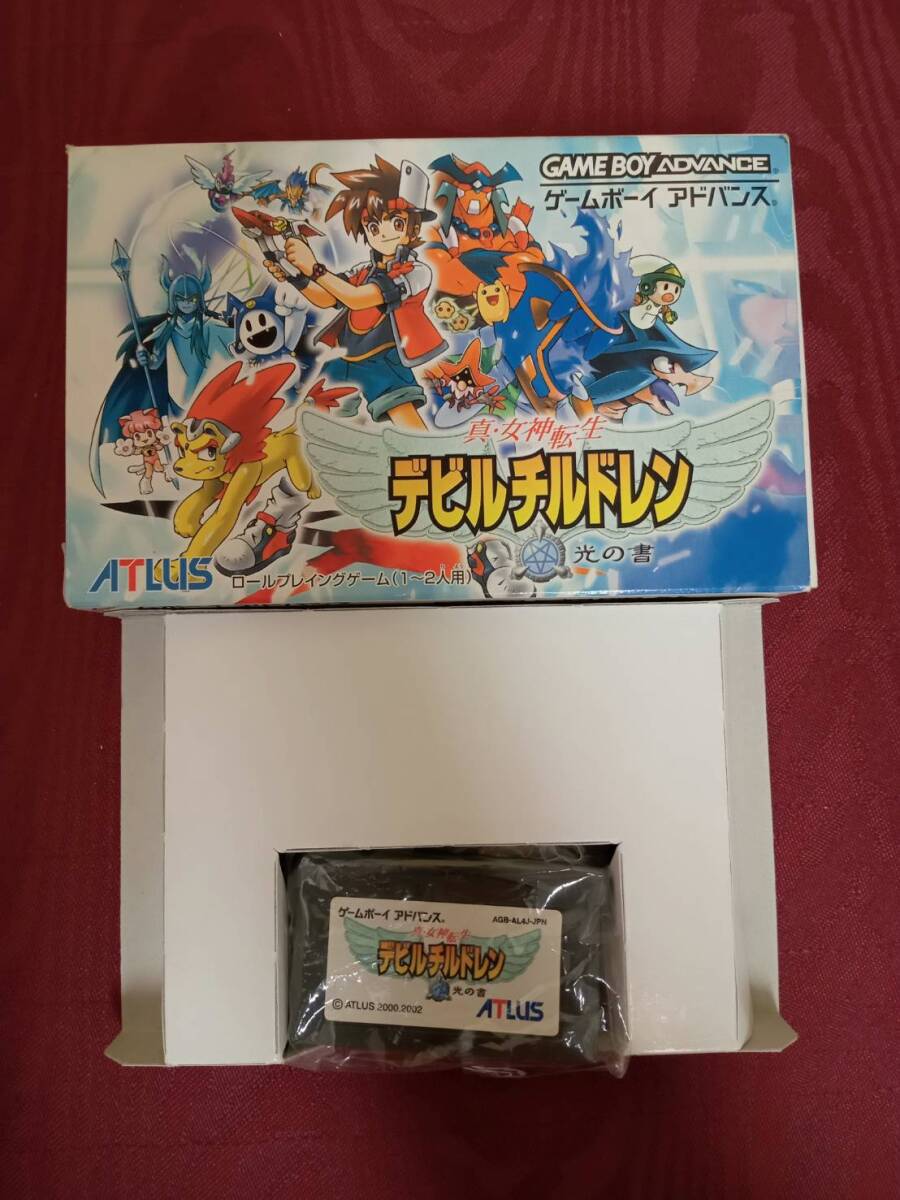 GAME BOY ADVANCE
ゲームボーイ アドバンス®
真・女神転生
デビルチルドレン
光の書
ATLUS
ロールプレイングゲーム(1~2人用)
ゲームボーイ アドバンス®
AGB-AL4J-JPN
真・女神転生
デビルチルドレン
光の書
© ATLUS 2000,2002
ATLUS